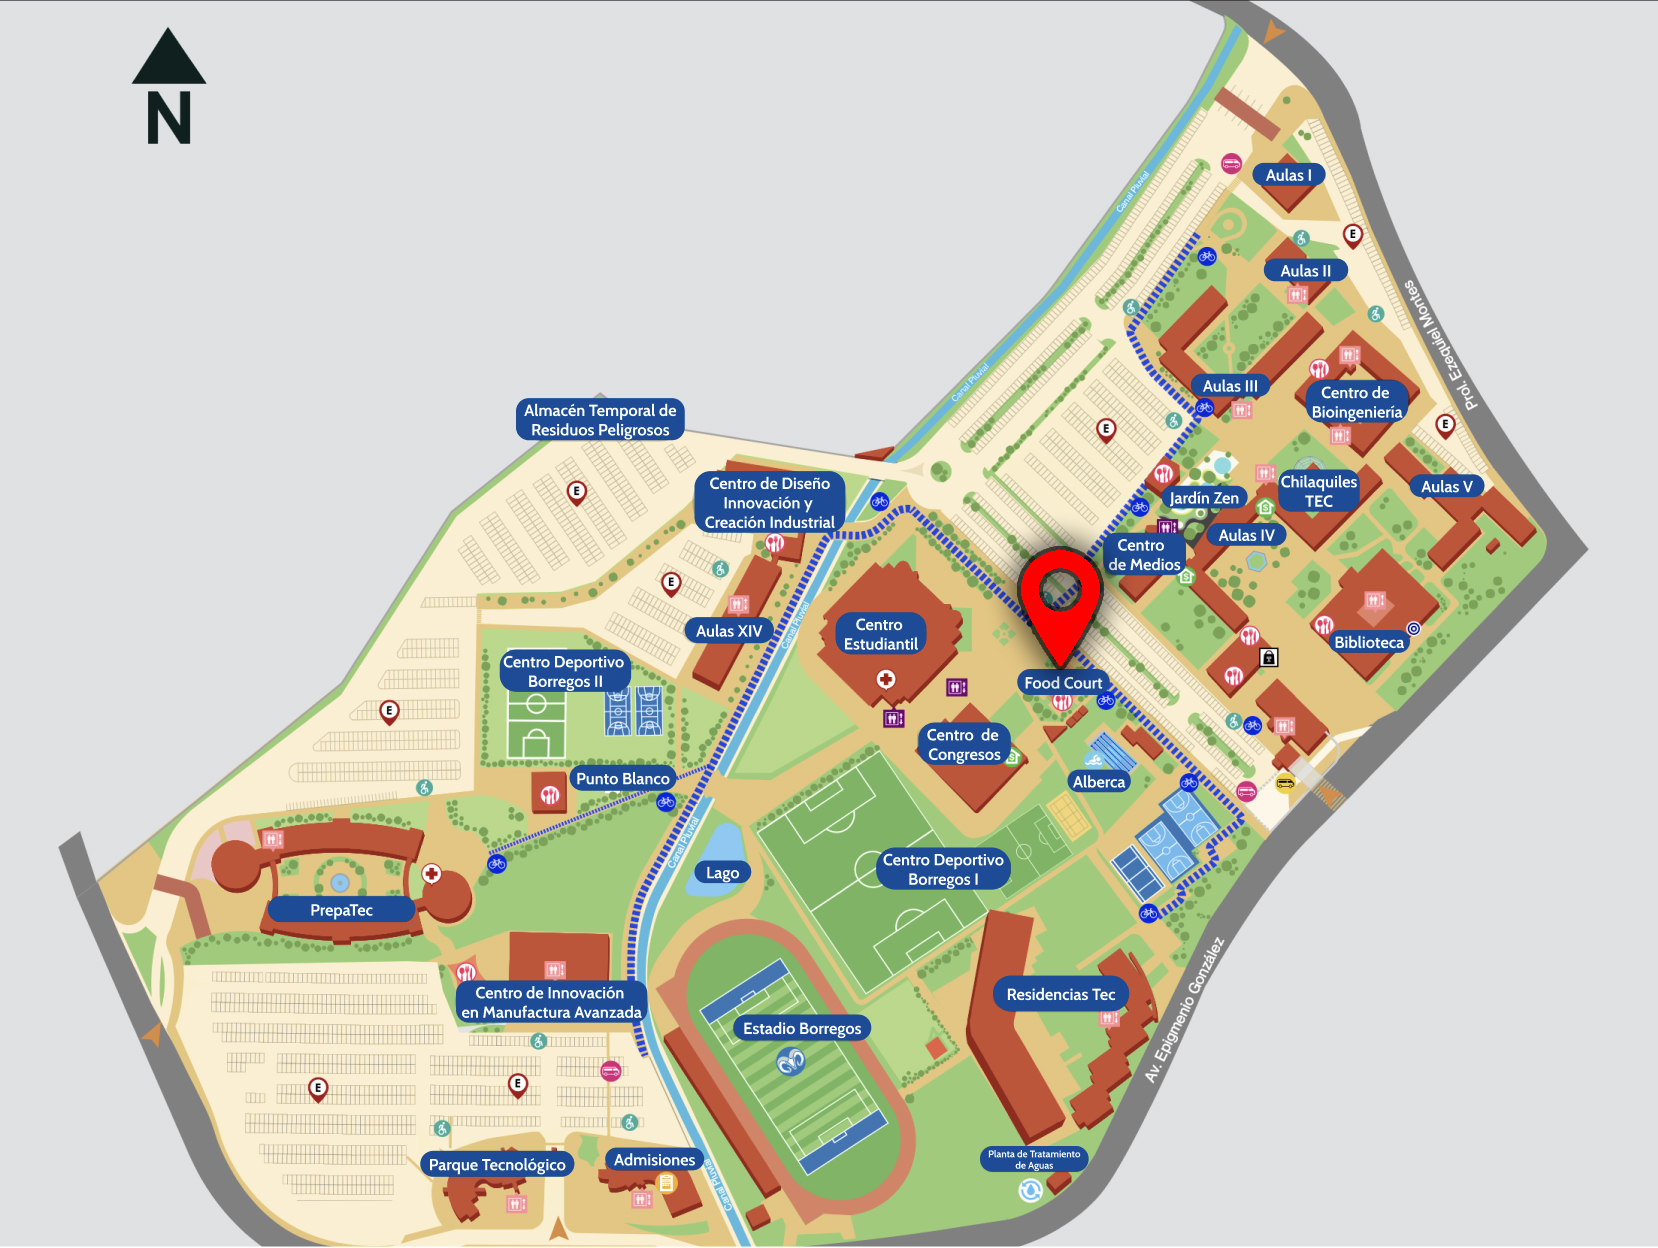 N
Canal Pluvial
Aulas I
E
Aulas II
Prol. Ezequiel Montes
Canal Pluvial
Aulas III
Centro de
Bioingeniería
E
E
Almacén Temporal de
Residuos Peligrosos
E
Centro de Diseño
Innovación y
Creación Industrial
Jardín Zen
Chilaquiles
TEC
Aulas V
Aulas IV
Centro
de Medios
E
Aulas XIV
Canal Pluvial
Centro
Estudiantil
Biblioteca
Centro Deportivo
Borregos II
Food Court
E
Centro de
Congresos
Punto Blanco
Alberca
Canal Pluvial
Lago
Centro Deportivo
Borregos I
PrepaTec
Centro de Innovación
en Manufactura Avanzada
Residencias Tec
Estadio Borregos
Av. Epigmenio González
E
E
Parque Tecnológico
Admisiones
Canal Pluvial
Planta de Tratamiento
de Aguas